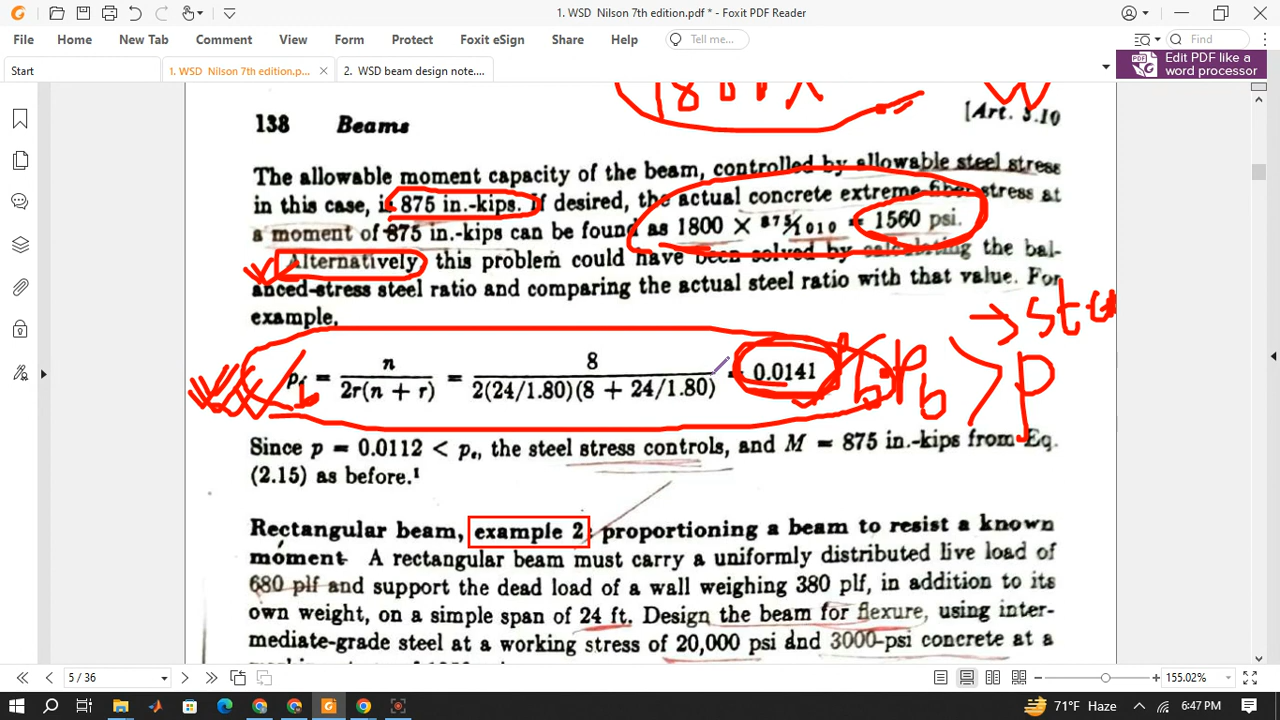 1. WSD Nilson 7th edition.pdf * - Foxit PDF Reader
File Home New Tab Comment View Form Protect Foxit eSign Share Help Tell me... Find
Start 1. WSD Nilson 7th edition.p... 2. WSD beam design note.... Edit PDF like a
word processor
138 Beams [Art. 3.10
The allowable moment capacity of the beam, controlled by allowable steel stress
in this case, is 875 in.-kips. If desired, the actual concrete extreme fiber stress at
a moment of 875 in.-kips can be found as 1800 × 875/1010 = 1560 psi.
Alternatively this problem could have been solved by calculating the bal-
anced-stress steel ratio and comparing the actual steel ratio with that value. For
example,
→ ste
n 8
p = = = 0.0141 Pb > P
2r(n + r) 2(24/1.80)(8 + 24/1.80)
Since p = 0.0112 < pₑ, the steel stress controls, and M = 875 in.-kips from Eq.
(2.15) as before.¹
Rectangular beam, example 2: proportioning a beam to resist a known
moment A rectangular beam must carry a uniformly distributed live load of
680 plf and support the dead load of a wall weighing 380 plf, in addition to its
own weight, on a simple span of 24 ft. Design the beam for flexure, using inter-
mediate-grade steel at a working stress of 20,000 psi and 3000-psi concrete at a
5 / 36 155.02%
71°F Haze 6:47 PM